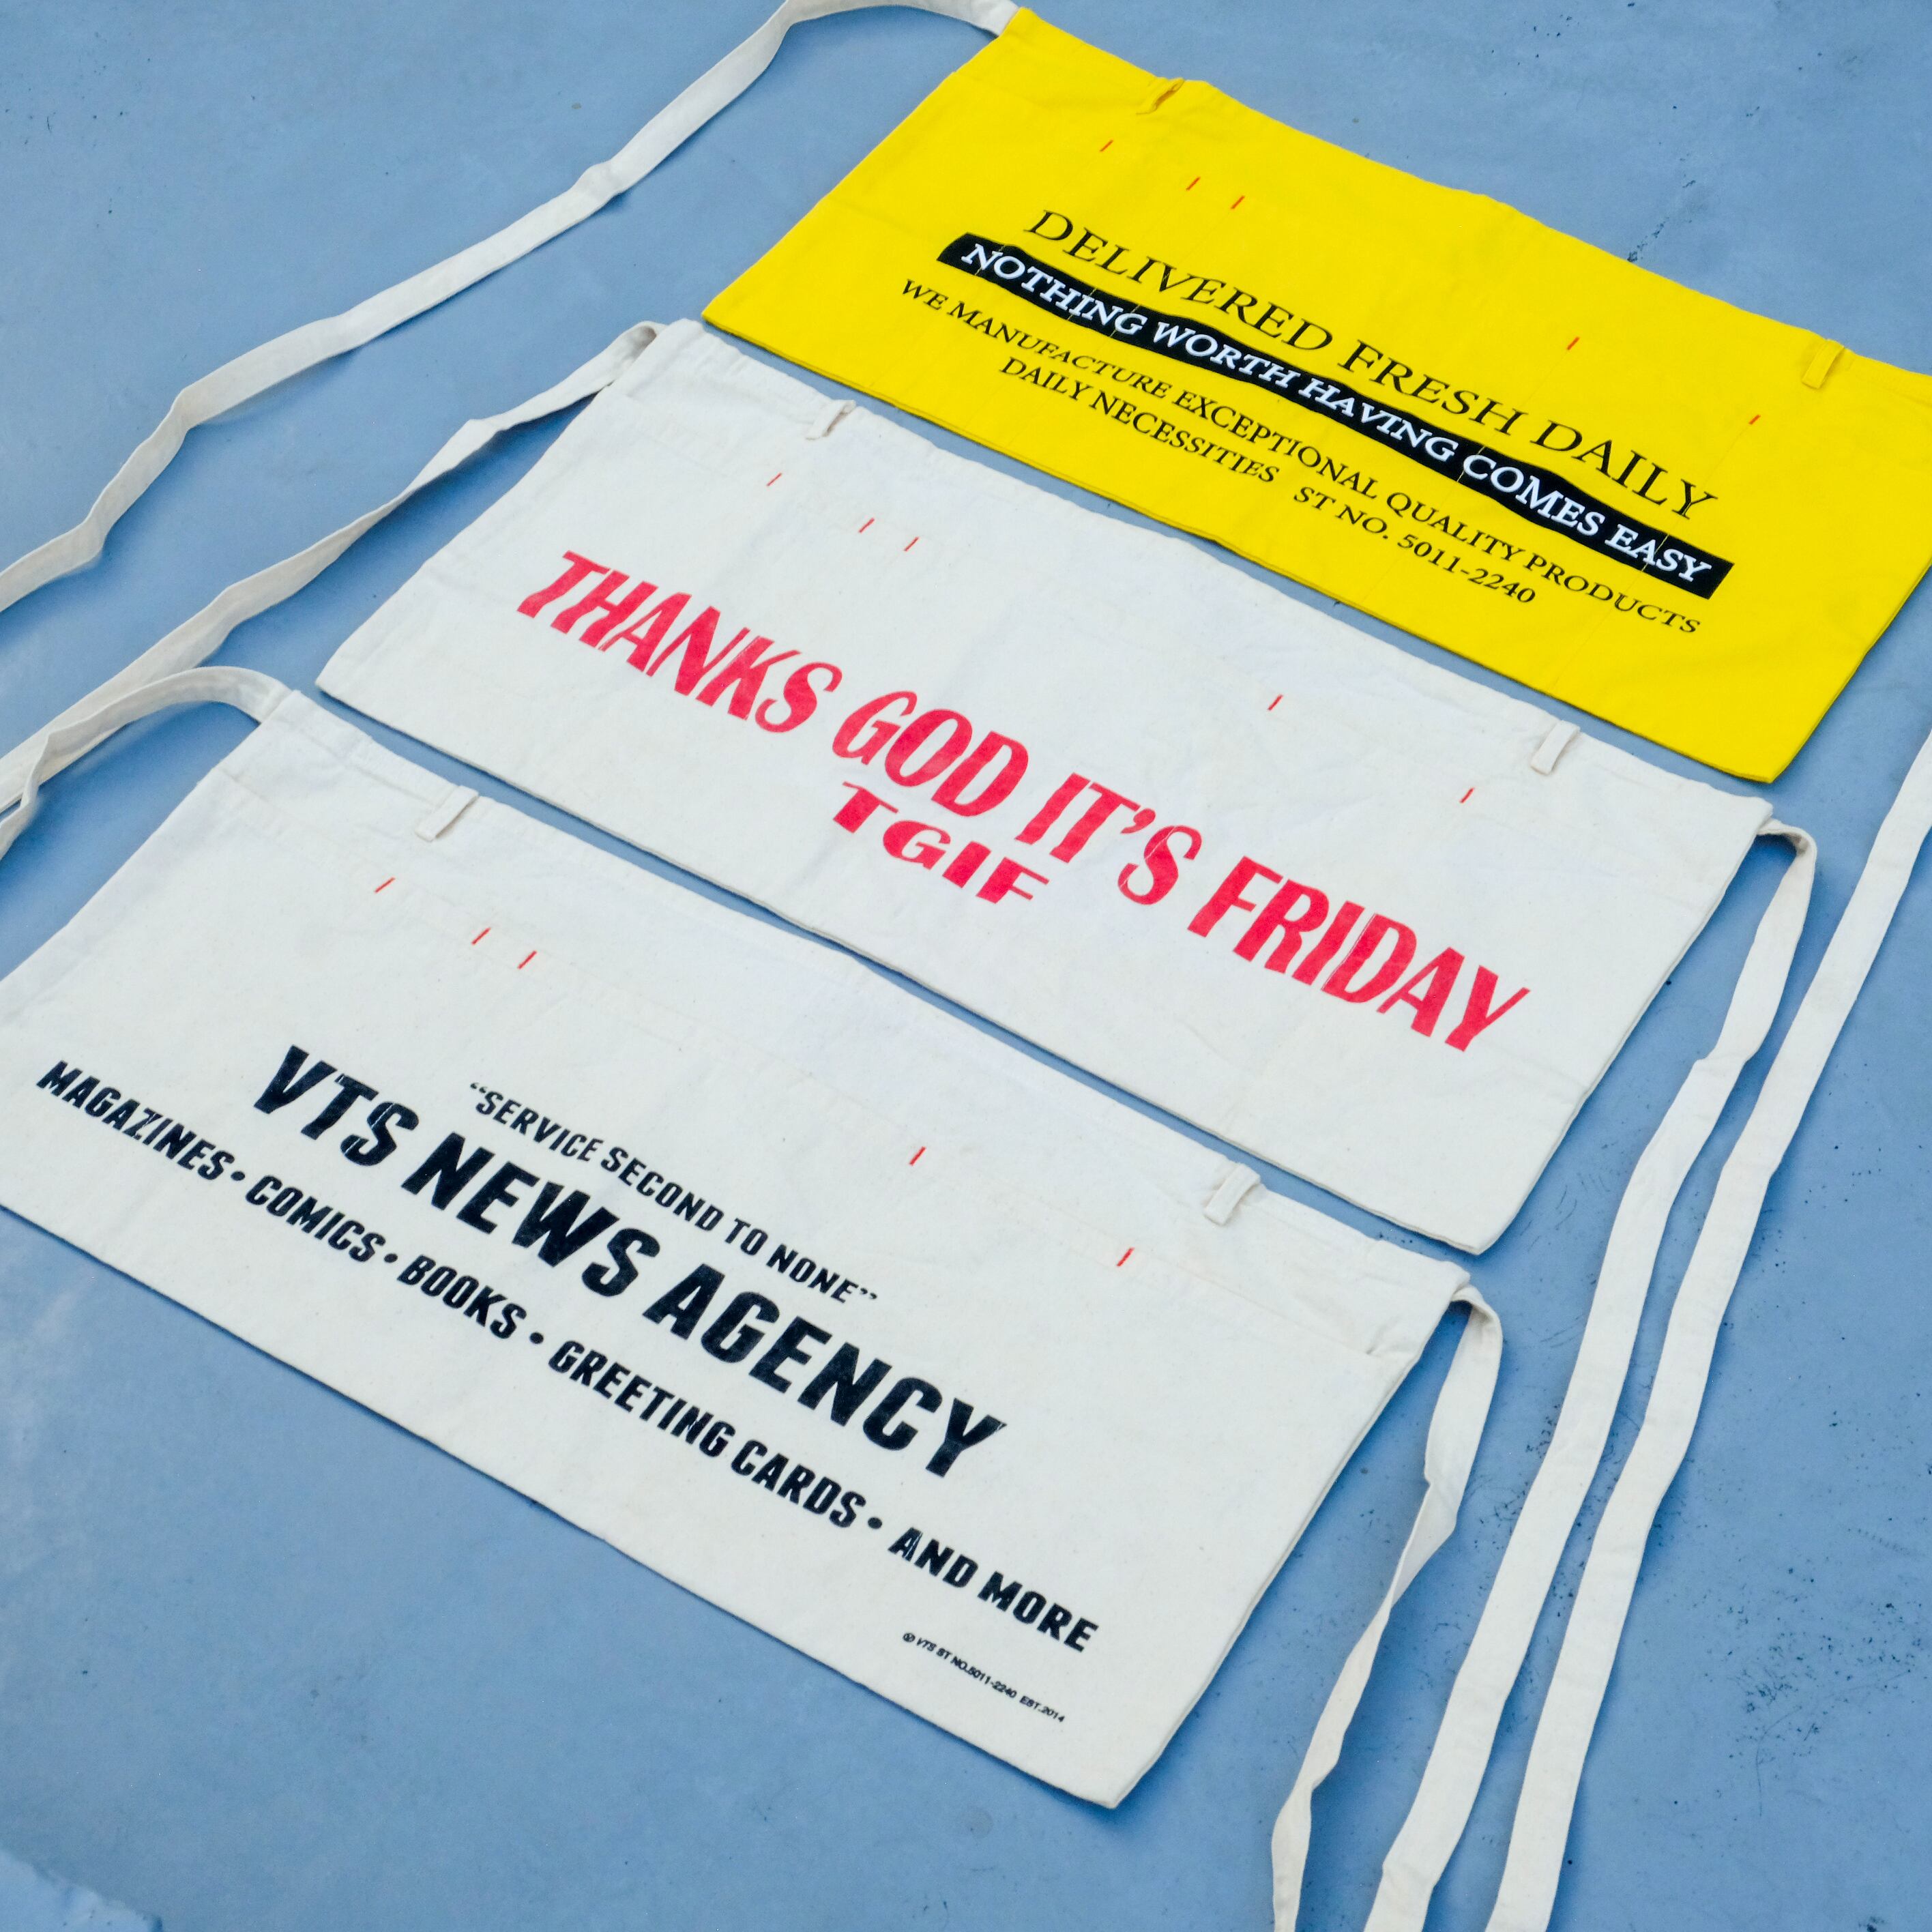 DELIVERED FRESH DAILY
NOTHING WORTH HAVING COMES EASY
WE MANUFACTURE EXCEPTIONAL QUALITY PRODUCTS
DAILY NECESSITIES ST NO. 5011-2240
THANKS GOD IT'S FRIDAY
TGIF
“SERVICE SECOND TO NONE”
VTS NEWS AGENCY
MAGAZINES • COMICS • BOOKS • GREETING CARDS • AND MORE
VTS ST NO.5011-2240 EST.2014